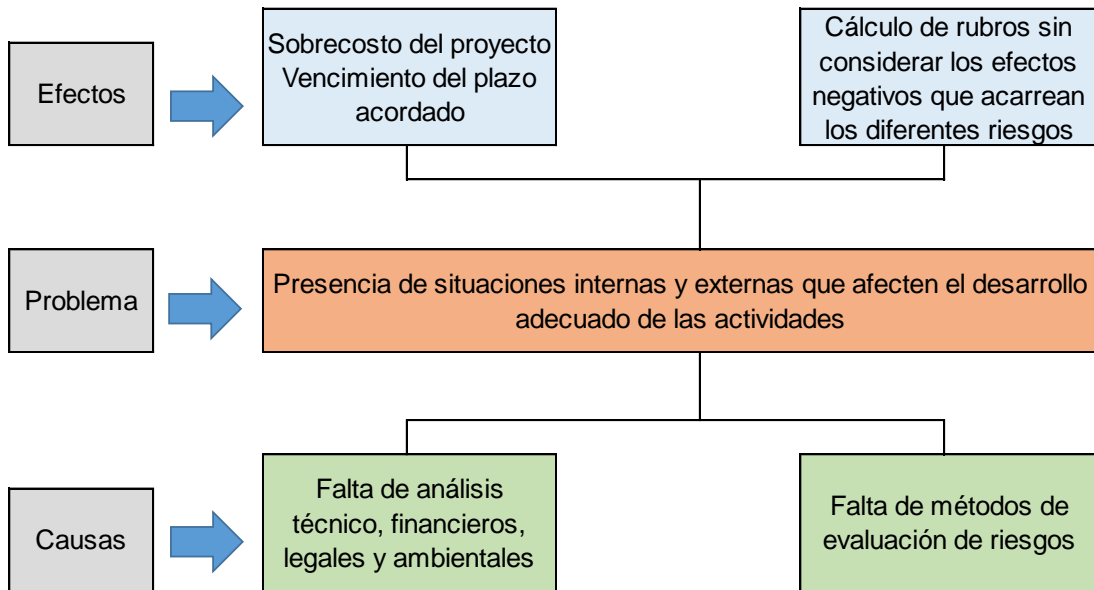 Efectos
Sobrecosto del proyecto
Vencimiento del plazo
acordado
Cálculo de rubros sin
considerar los efectos
negativos que acarrean
los diferentes riesgos
Problema
Presencia de situaciones internas y externas que afecten el desarrollo
adecuado de las actividades
Causas
Falta de análisis
técnico, financieros,
legales y ambientales
Falta de métodos de
evaluación de riesgos